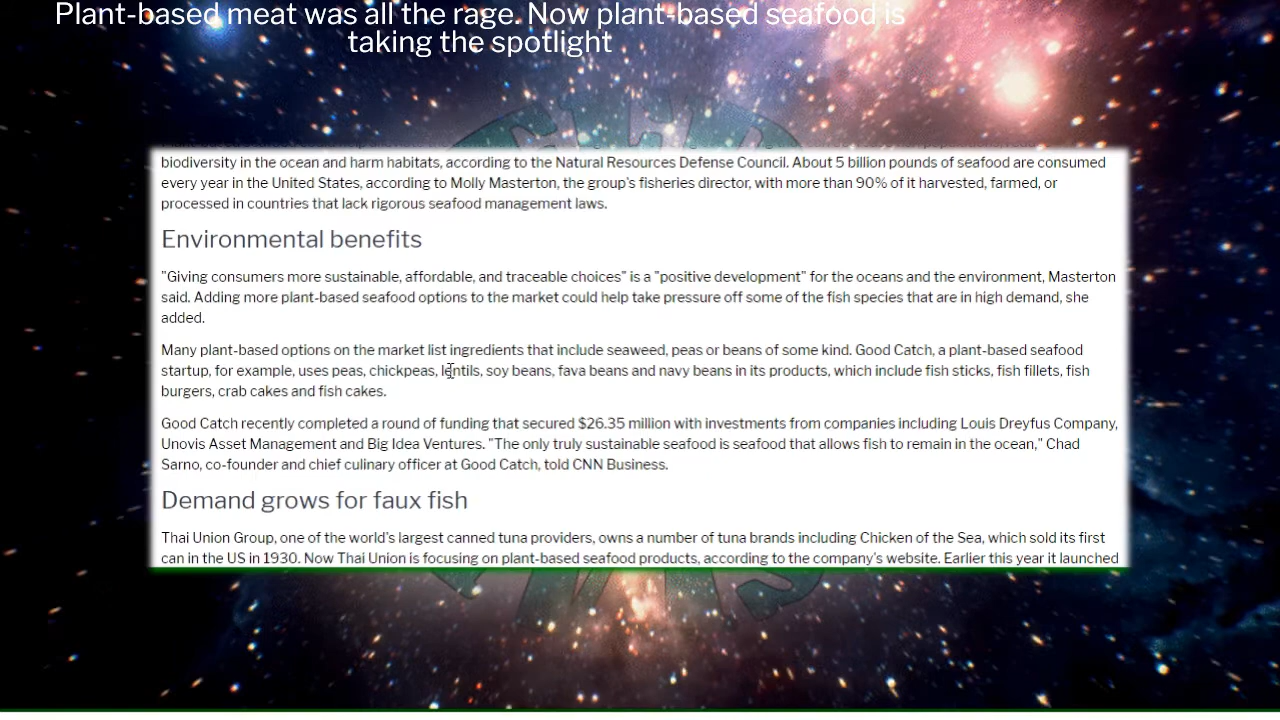 Plant-based meat was all the rage. Now plant-based seafood is
taking the spotlight
biodiversity in the ocean and harm habitats, according to the Natural Resources Defense Council. About 5 billion pounds of seafood are consumed
every year in the United States, according to Molly Masterton, the group's fisheries director, with more than 90% of it harvested, farmed, or
processed in countries that lack rigorous seafood management laws.
Environmental benefits
"Giving consumers more sustainable, affordable, and traceable choices" is a "positive development" for the oceans and the environment, Masterton
said. Adding more plant-based seafood options to the market could help take pressure off some of the fish species that are in high demand, she
added.
Many plant-based options on the market list ingredients that include seaweed, peas or beans of some kind. Good Catch, a plant-based seafood
startup, for example, uses peas, chickpeas, lentils, soy beans, fava beans and navy beans in its products, which include fish sticks, fish fillets, fish
burgers, crab cakes and fish cakes.
Good Catch recently completed a round of funding that secured $26.35 million with investments from companies including Louis Dreyfus Company,
Unovis Asset Management and Big Idea Ventures. "The only truly sustainable seafood is seafood that allows fish to remain in the ocean," Chad
Sarno, co-founder and chief culinary officer at Good Catch, told CNN Business.
Demand grows for faux fish
Thai Union Group, one of the world's largest canned tuna providers, owns a number of tuna brands including Chicken of the Sea, which sold its first
can in the US in 1930. Now Thai Union is focusing on plant-based seafood products, according to the company's website. Earlier this year it launched